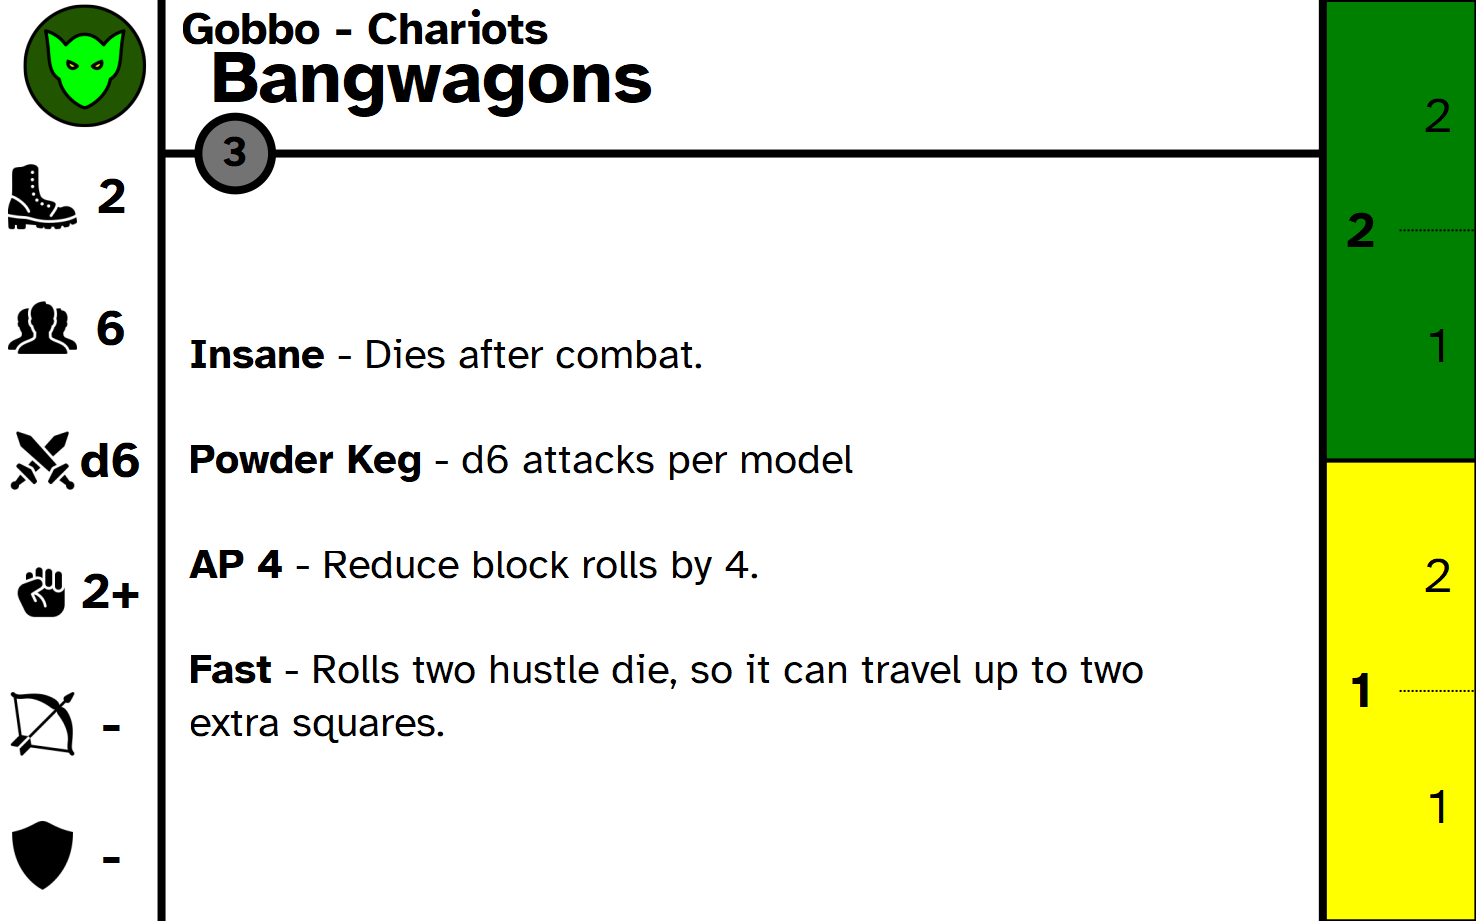 Gobbo - Chariots
Bangwagons
3
2
6
d6
2+
-
-
Insane - Dies after combat.
Powder Keg - d6 attacks per model
AP 4 - Reduce block rolls by 4.
Fast - Rolls two hustle die, so it can travel up to two
extra squares.
2
2
1
2
1
1